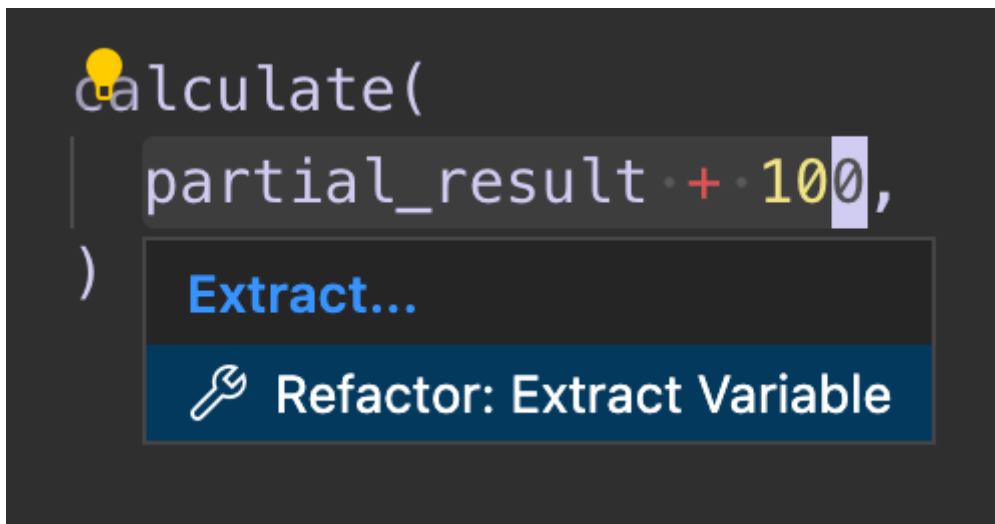 calculate(
partial_result + 100,
)
Extract...
Refactor: Extract Variable